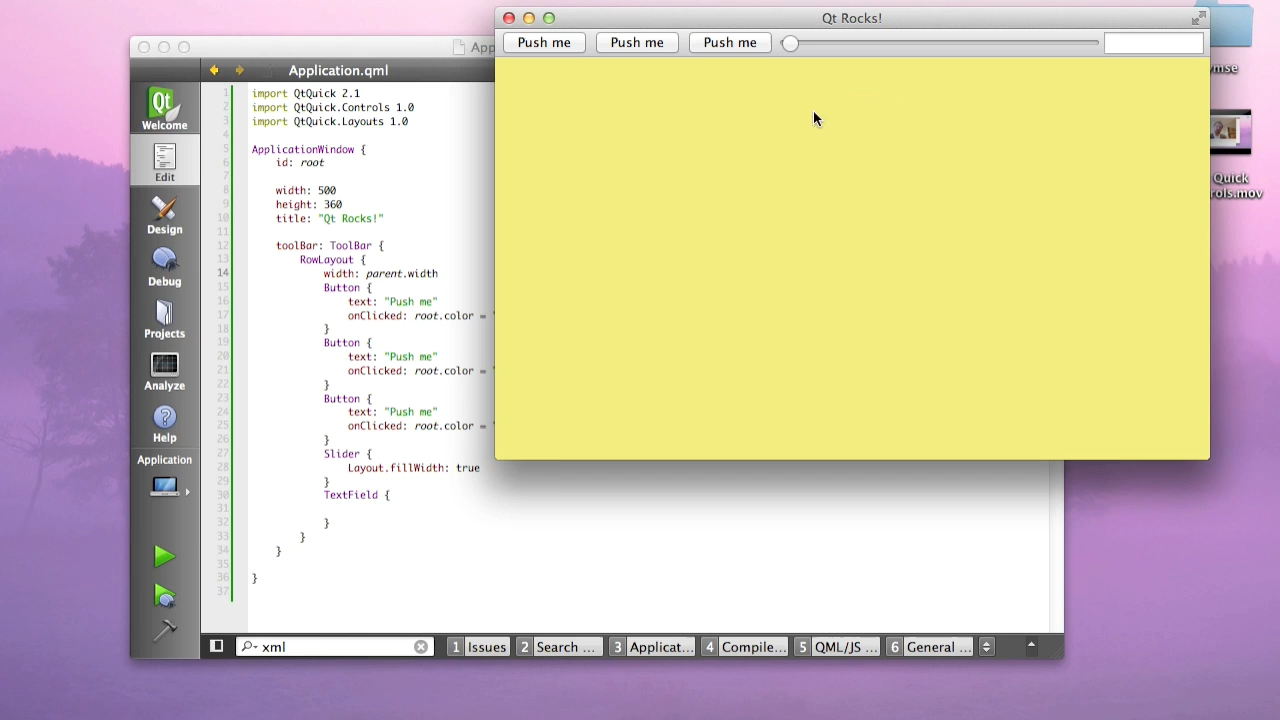 Qt Rocks!
Push me
Push me
Push me
App
Application.qml
Qt
Welcome
Edit
Design
Debug
Projects
Analyze
Help
Application
1 import QtQuick 2.1
2 import QtQuick.Controls 1.0
3 import QtQuick.Layouts 1.0
4
5 ApplicationWindow {
6 id: root
7
8 width: 500
9 height: 360
10 title: "Qt Rocks!"
11
12 toolBar: ToolBar {
13 RowLayout {
14 width: parent.width
15 Button {
16 text: "Push me"
17 onClicked: root.color = "
18 }
19 Button {
20 text: "Push me"
21 onClicked: root.color = "
22 }
23 Button {
24 text: "Push me"
25 onClicked: root.color = "
26 }
27 Slider {
28 Layout.fillWidth: true
29 }
30 TextField {
31
32 }
33 }
34 }
35
36 }
37
xml
1 Issues
2 Search ...
3 Applicat...
4 Compile...
5 QML/JS ...
6 General ...
ymse
Quick
rols.mov